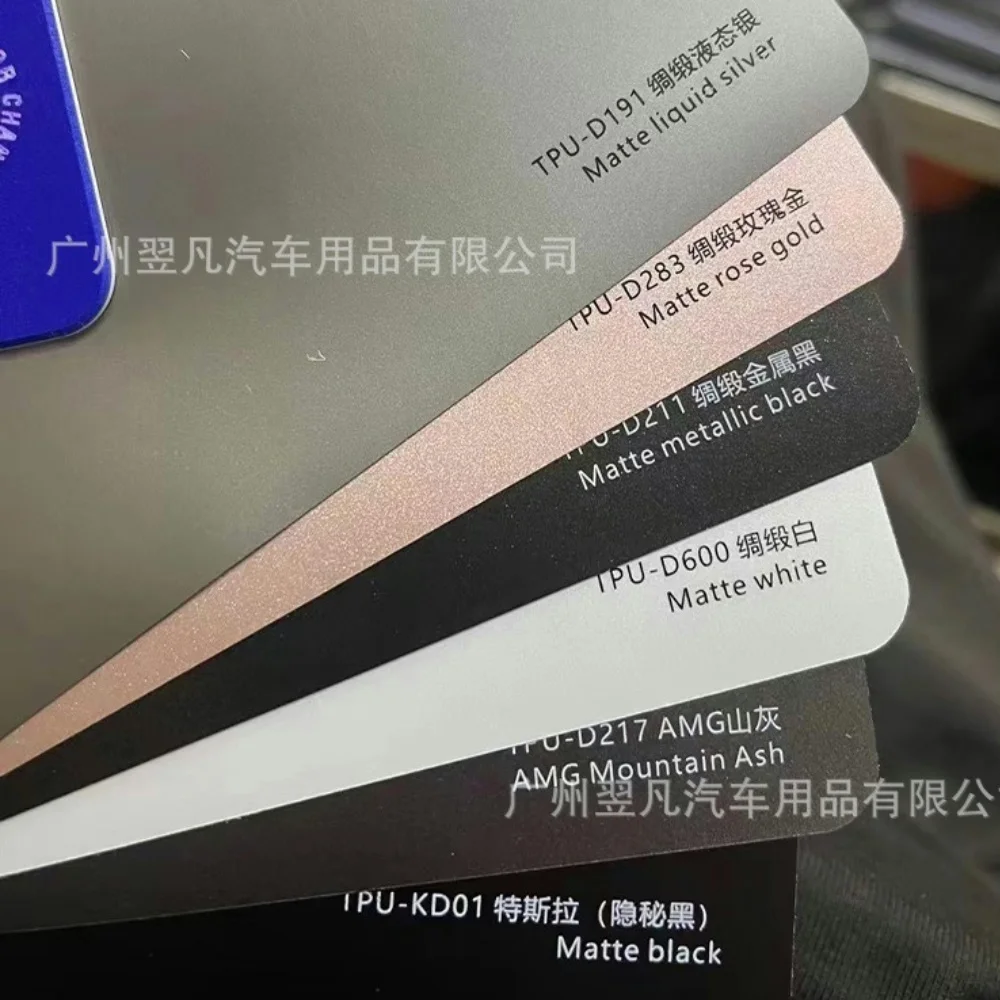 TPU-D191 绸缎液态银
Matte liquid silver
广州翌凡汽车用品有限公司
TPU-D283 绸缎玫瑰金
Matte rose gold
TPU-D211 绸缎金属黑
Matte metallic black
TPU-D600 绸缎白
Matte white
TPU-D217 AMG山灰
AMG Mountain Ash
广州翌凡汽车用品有限公
TPU-KD01 特斯拉（隐秘黑）
Matte black